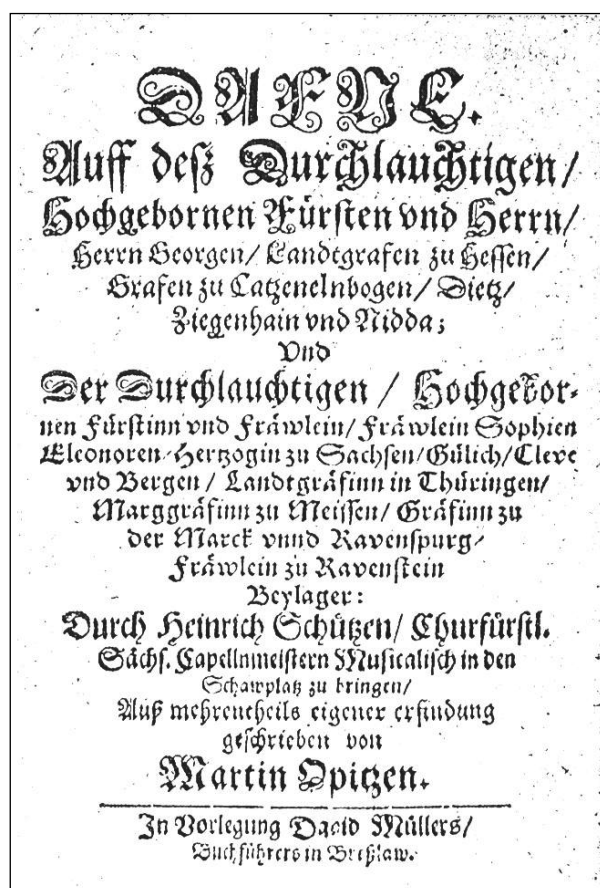 DAFNE.
Auff deß Durchlauchtigen/
Hochgebornen Fürsten vnd Herrn/
Herrn Georgen/ Landtgrafen zu Hessen/
Grafen zu Catzenelnbogen/ Dietz/
Ziegenhain vnd Nidda;
Vnd
Der Durchlauchtigen / Hochgebor-
nen Fürstinn vnd Fräwlein/ Fräwlein Sophien
Eleonoren/ Hertzogin zu Sachsen/ Gülich/ Cleve
vnd Bergen / Landtgräfinn in Thüringen/
Marggräfinn zu Meissen/ Gräfinn zu
der Marck vnnd Ravenspurg/
Fräwlein zu Ravenstein
Beylager:
Durch Heinrich Schützen/ Churfürstl.
Sächs. Capellnmeistern Musicalisch in den
Schawplatz zu bringen/
Auß mehrentheils eigener erfindung
geschrieben von
Martin Opitzen.
In Vorlegung David Müllers/
Buchführers in Breßlaw.